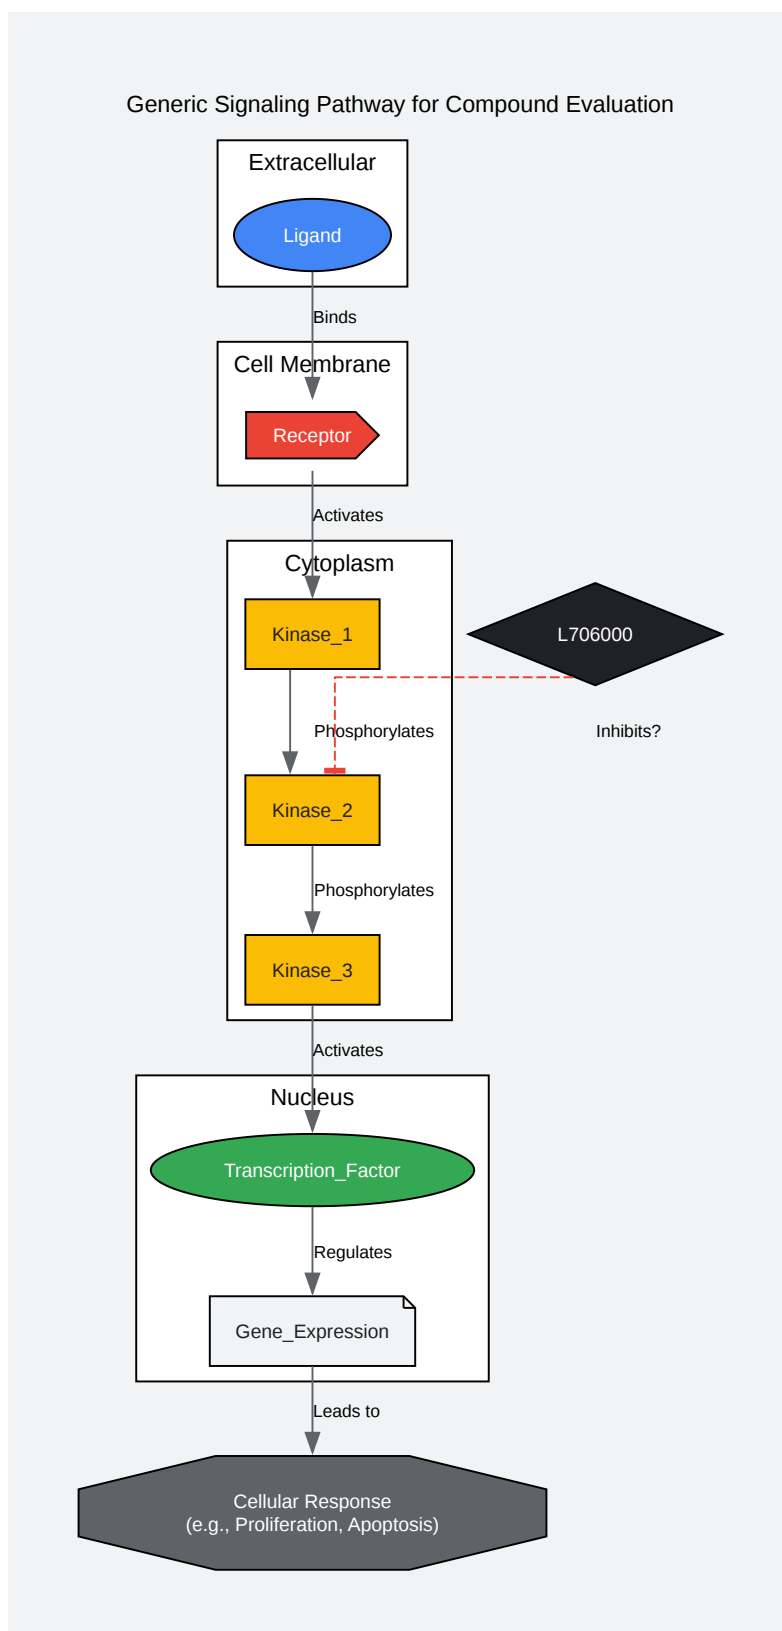 Generic Signaling Pathway for Compound Evaluation
Extracellular
Ligand
Binds
Cell Membrane
Receptor
Activates
Cytoplasm
Kinase_1
L706000
Phosphorylates
Inhibits?
Kinase_2
Phosphorylates
Kinase_3
Activates
Nucleus
Transcription_Factor
Regulates
Gene_Expression
Leads to
Cellular Response
(e.g., Proliferation, Apoptosis)